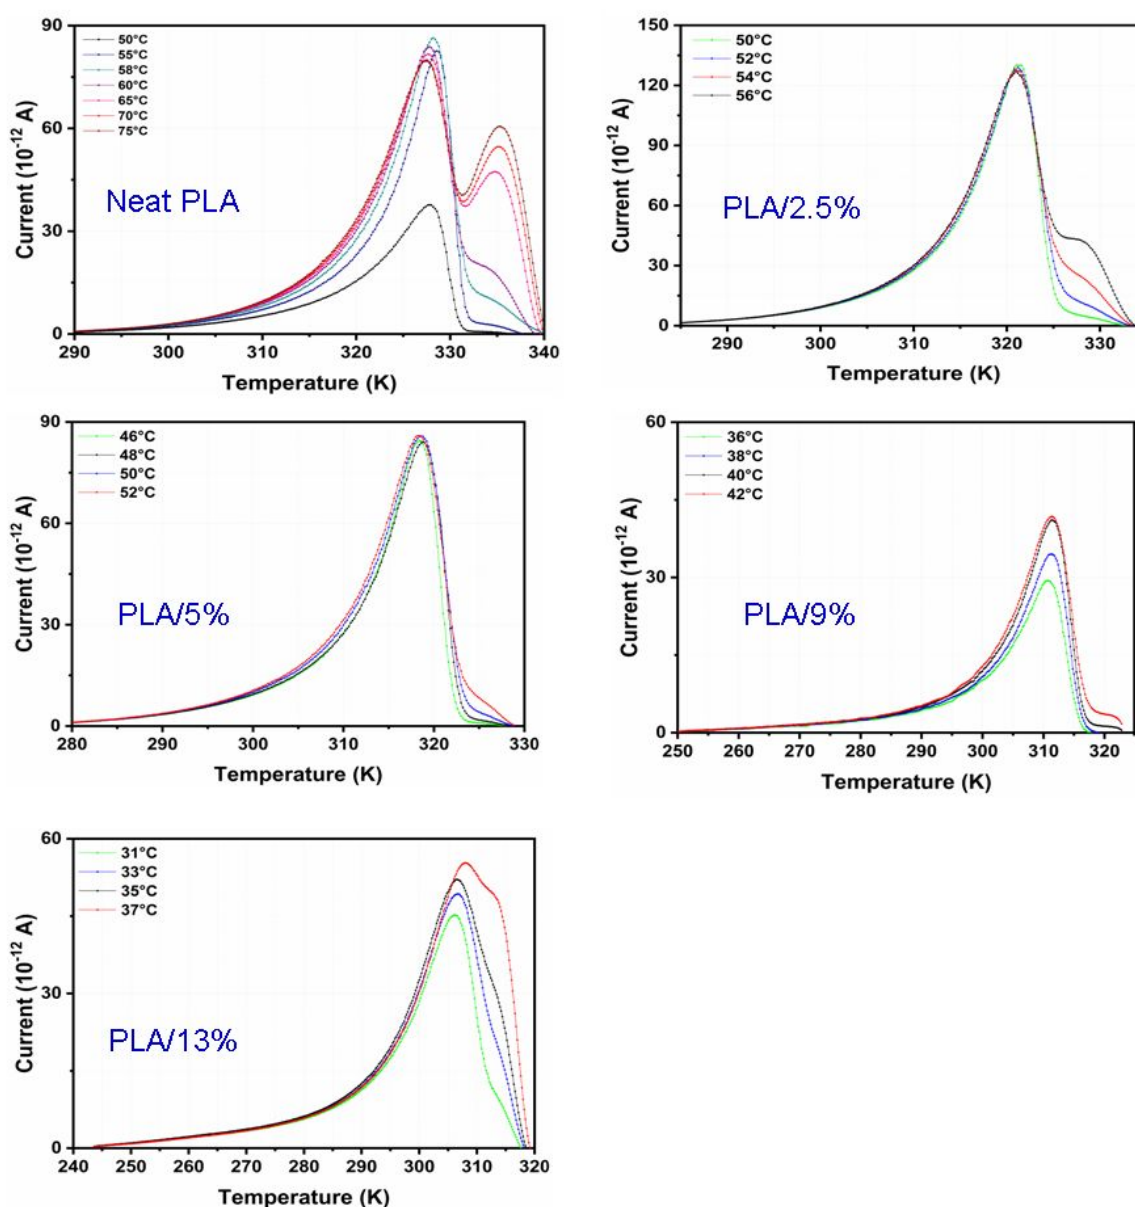 90
60
30
0
50°C
55°C
58°C
60°C
65°C
70°C
75°C
Neat PLA
Current (10⁻¹² A)
290 300 310 320 330 340
Temperature (K)
150
120
90
60
30
0
50°C
52°C
54°C
56°C
PLA/2.5%
Current (10⁻¹² A)
300 310 320 330
Temperature (K)
90
60
30
0
46°C
48°C
50°C
52°C
PLA/5%
Current (10⁻¹² A)
280 290 300 310 320 330
Temperature (K)
60
30
0
36°C
38°C
40°C
42°C
PLA/9%
Current (10⁻¹² A)
250 260 270 280 290 300 310 320
Temperature (K)
60
30
0
31°C
33°C
35°C
37°C
PLA/13%
Current (10⁻¹² A)
240 250 260 270 280 290 300 310 320
Temperature (K)